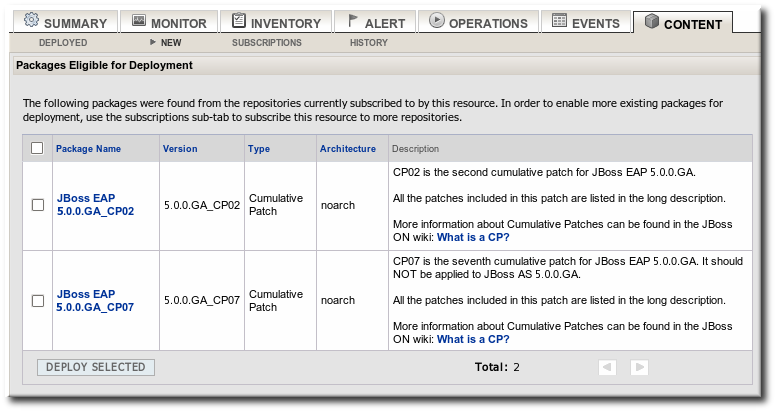 SUMMARY MONITOR INVENTORY ALERT OPERATIONS EVENTS CONTENT
DEPLOYED NEW SUBSCRIPTIONS HISTORY
Packages Eligible for Deployment
The following packages were found from the repositories currently subscribed to by this resource. In order to enable more existing packages for
deployment, use the subscriptions sub-tab to subscribe this resource to more repositories.
Package Name Version Type Architecture Description
JBoss EAP
5.0.0.GA_CP02
5.0.0.GA_CP02
Cumulative
Patch
noarch
CP02 is the second cumulative patch for JBoss EAP 5.0.0.GA.
All the patches included in this patch are listed in the long description.
More information about Cumulative Patches can be found in the JBoss
ON wiki: What is a CP?
JBoss EAP
5.0.0.GA_CP07
5.0.0.GA_CP07
Cumulative
Patch
noarch
CP07 is the seventh cumulative patch for JBoss EAP 5.0.0.GA. It should
NOT be applied to JBoss AS 5.0.0.GA.
All the patches included in this patch are listed in the long description.
More information about Cumulative Patches can be found in the JBoss
ON wiki: What is a CP?
DEPLOY SELECTED Total: 2